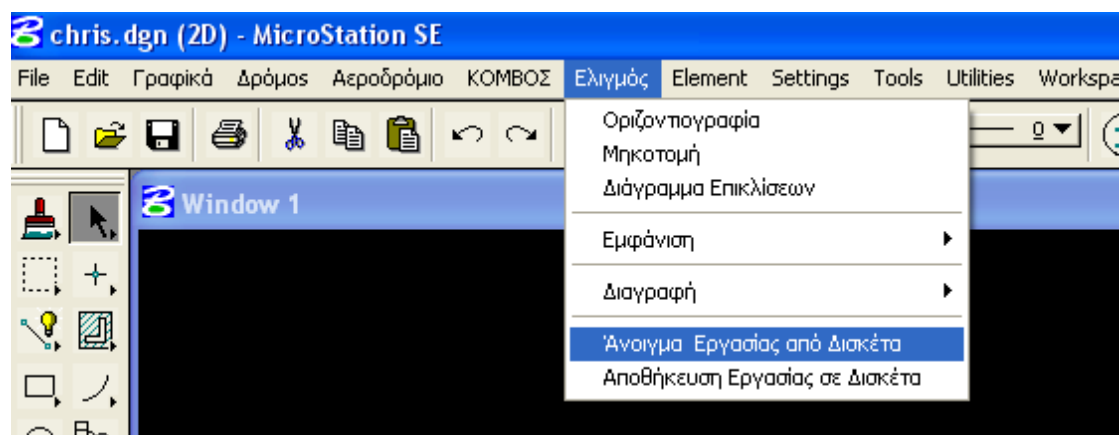 chris.dgn (2D) - MicroStation SE
File Edit Γραφικά Δρόμος Αεροδρόμιο ΚΟΜΒΟΣ Ελιγμός Element Settings Tools Utilities Workspa
Οριζοντιογραφία
Μηκοτομή
Διάγραμμα Επικλίσεων
Εμφάνιση
Διαγραφή
Άνοιγμα Εργασίας από Δισκέτα
Αποθήκευση Εργασίας σε Δισκέτα
0
Window 1